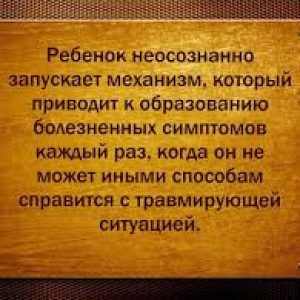 Ребенок неосознанно
запускает механизм, который
приводит к образованию
болезненных симптомов
каждый раз, когда он не
может иными способам
справится с травмирующей
ситуацией.